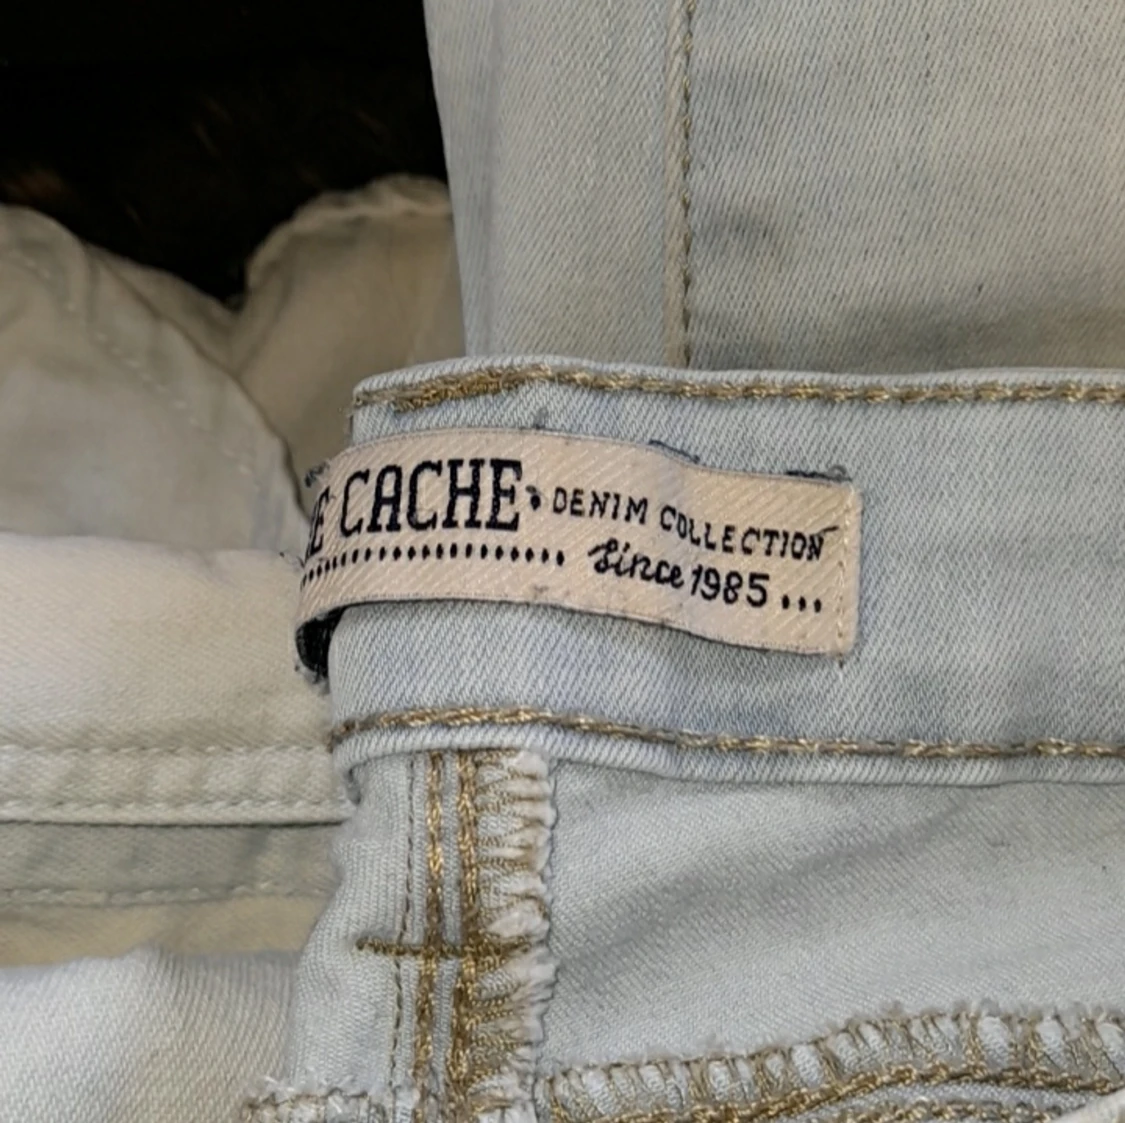 CACHE DENIM COLLECTION
Since 1985 ...